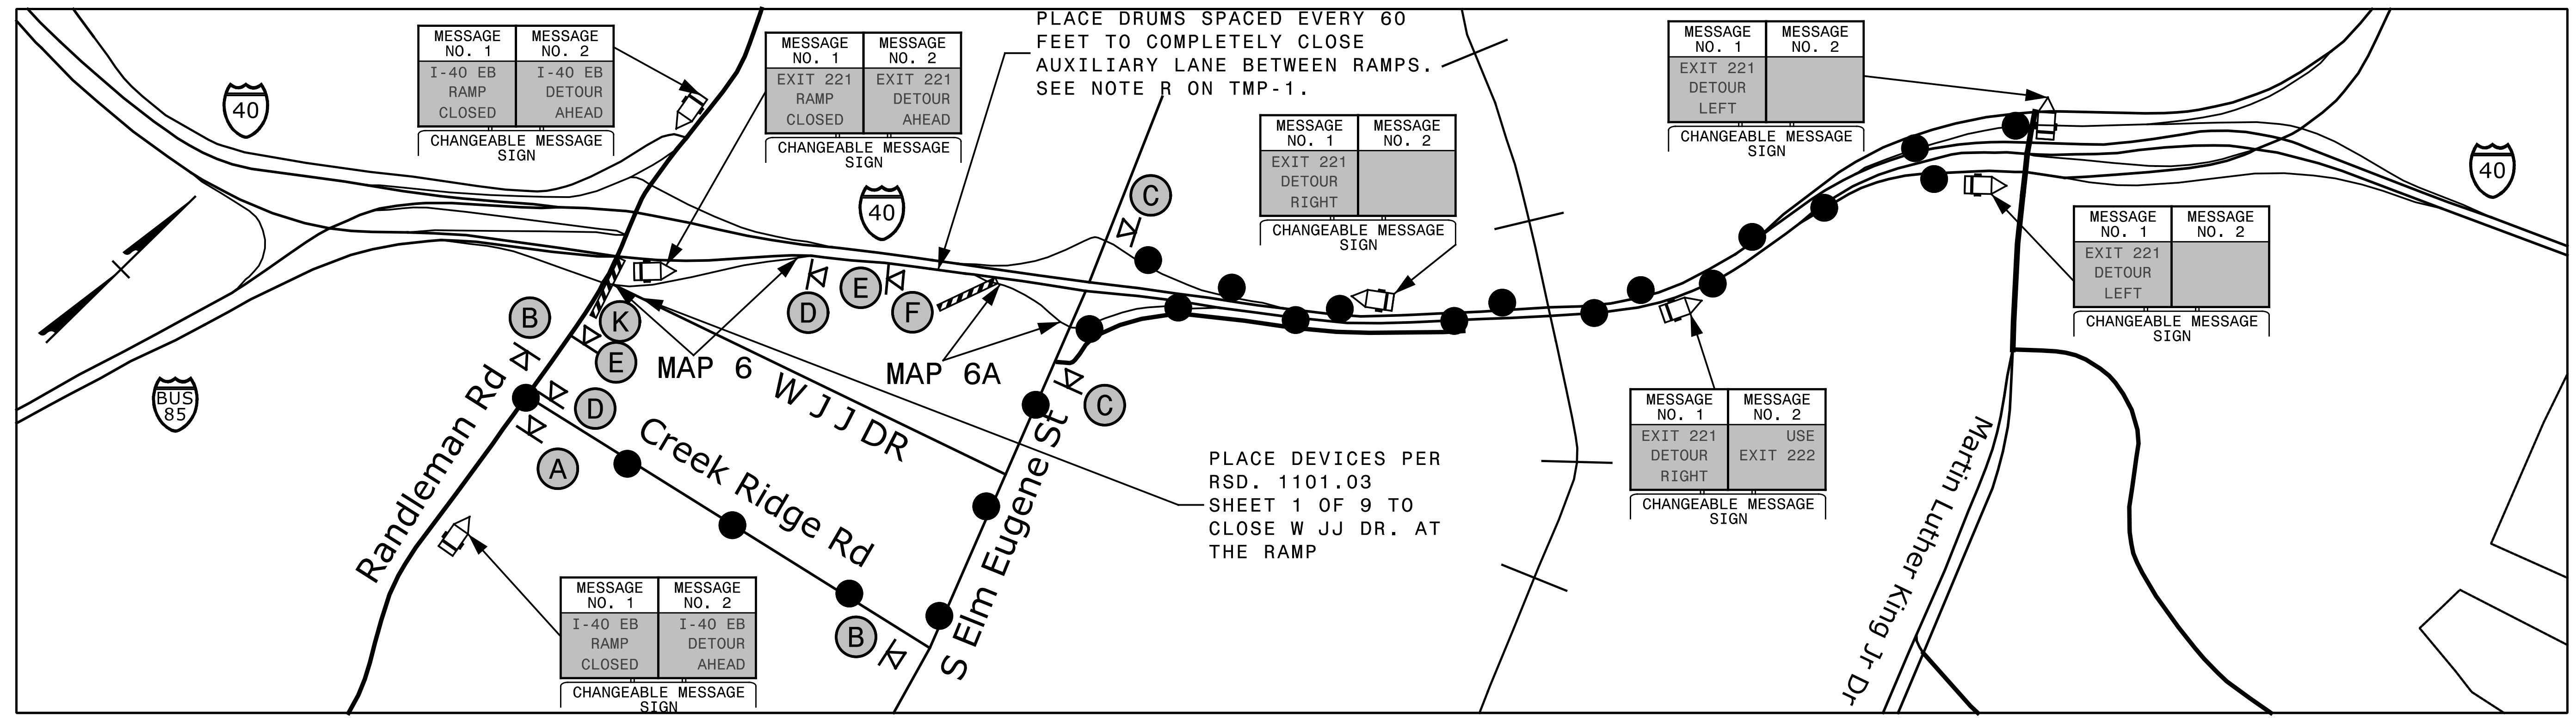 PLACE DRUMS SPACED EVERY 60
FEET TO COMPLETELY CLOSE
AUXILIARY LANE BETWEEN RAMPS.
SEE NOTE R ON TMP-1.
MESSAGE NO. 1
MESSAGE NO. 2
I-40 EB
RAMP
CLOSED
I-40 EB
DETOUR
AHEAD
CHANGEABLE MESSAGE
SIGN
MESSAGE NO. 1
MESSAGE NO. 2
EXIT 221
RAMP
CLOSED
EXIT 221
DETOUR
AHEAD
CHANGEABLE MESSAGE
SIGN
MESSAGE NO. 1
MESSAGE NO. 2
EXIT 221
DETOUR
RIGHT
CHANGEABLE MESSAGE
SIGN
MESSAGE NO. 1
MESSAGE NO. 2
EXIT 221
DETOUR
LEFT
CHANGEABLE MESSAGE
SIGN
40
40
40
MESSAGE NO. 1
MESSAGE NO. 2
EXIT 221
DETOUR
LEFT
CHANGEABLE MESSAGE
SIGN
C
D
E
F
B
K
E
D
A
C
B
BUS
85
MAP 6
MAP 6A
W J J DR
Randleman Rd
Creek Ridge Rd
S Elm Eugene St
Martin Luther King Jr Dr
PLACE DEVICES PER
RSD. 1101.03
SHEET 1 OF 9 TO
CLOSE W JJ DR. AT
THE RAMP
MESSAGE NO. 1
MESSAGE NO. 2
EXIT 221
DETOUR
RIGHT
USE
EXIT 222
CHANGEABLE MESSAGE
SIGN
MESSAGE NO. 1
MESSAGE NO. 2
I-40 EB
RAMP
CLOSED
I-40 EB
DETOUR
AHEAD
CHANGEABLE MESSAGE
SIGN